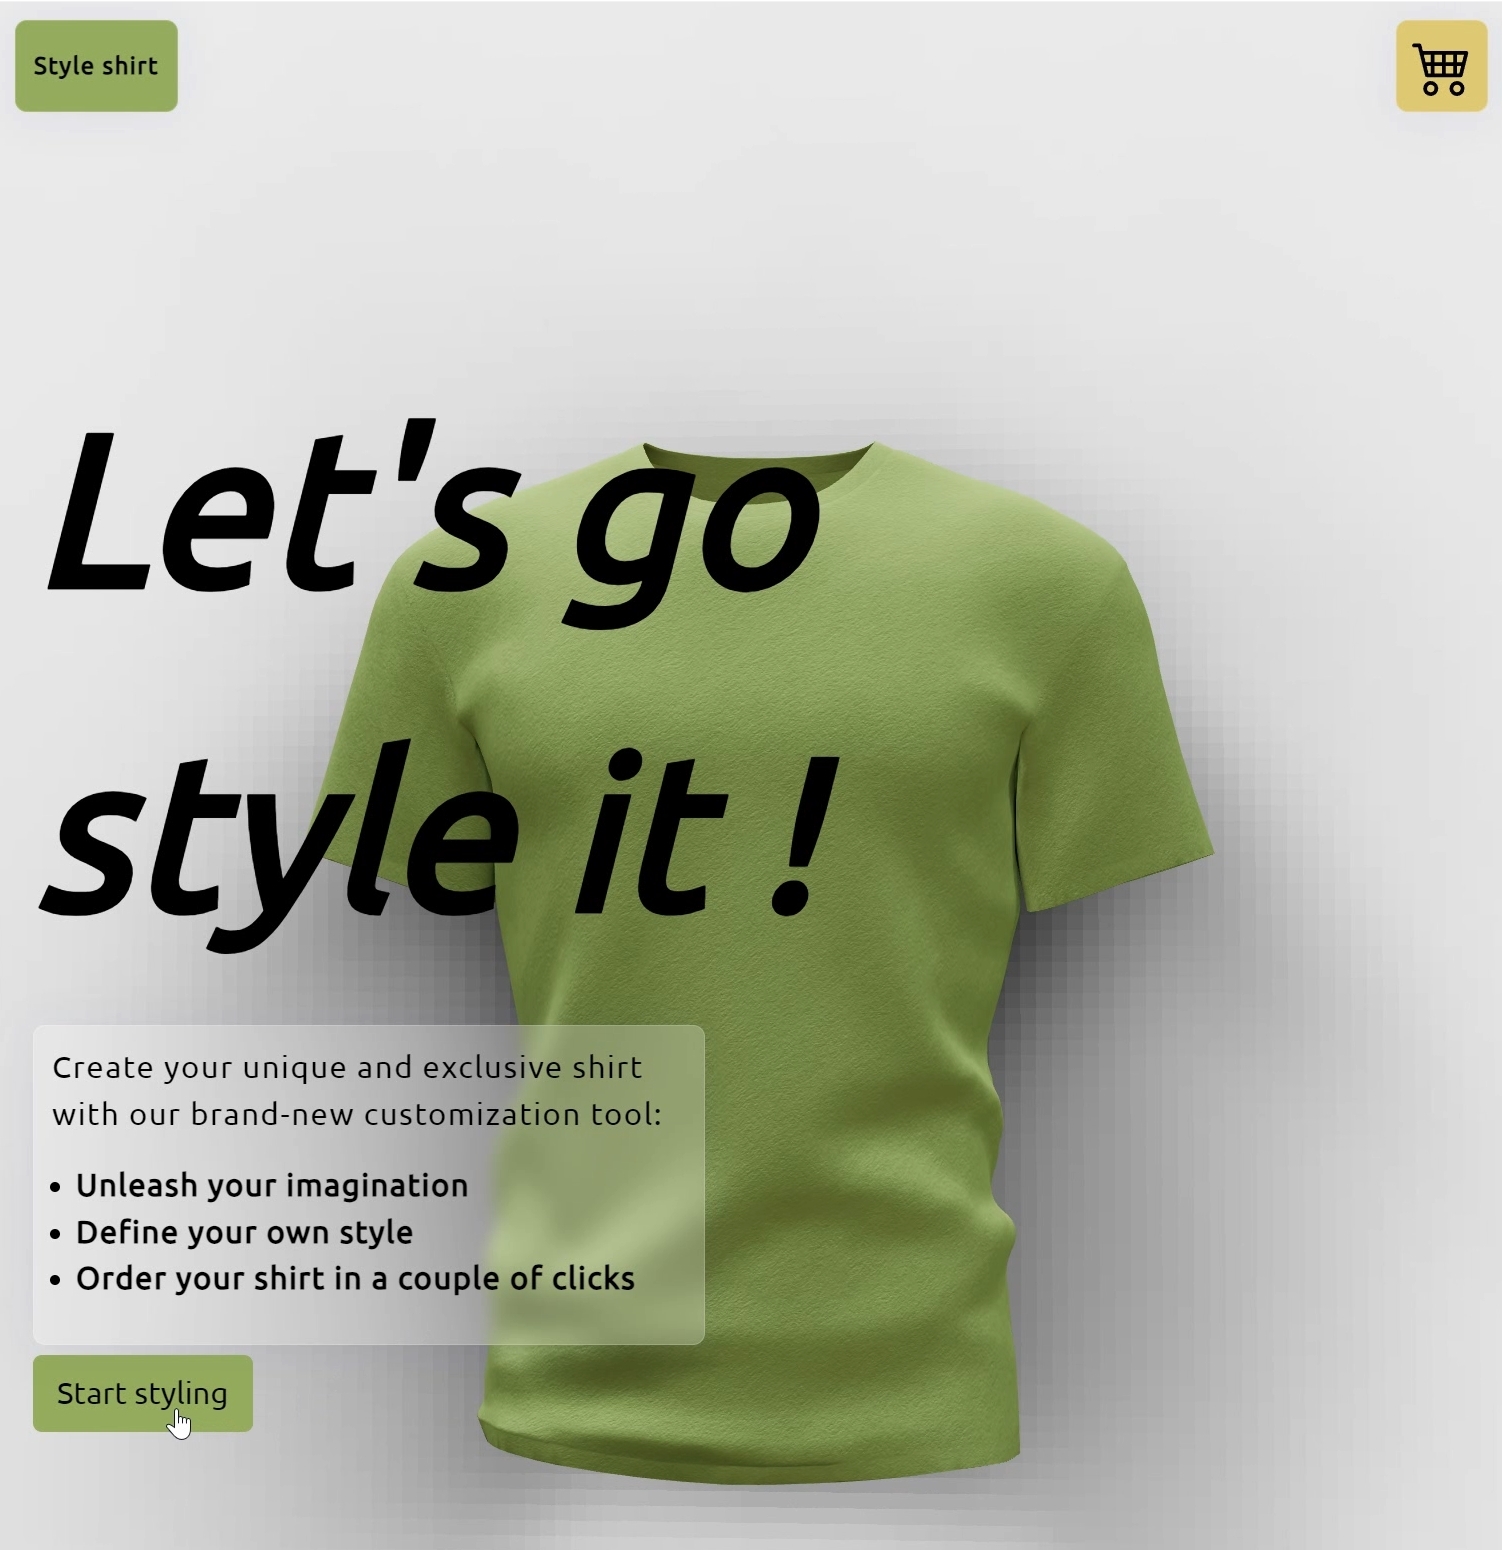 Style shirt
Let's go
style it !
Create your unique and exclusive shirt
with our brand-new customization tool:
Unleash your imagination
Define your own style
Order your shirt in a couple of clicks
Start styling